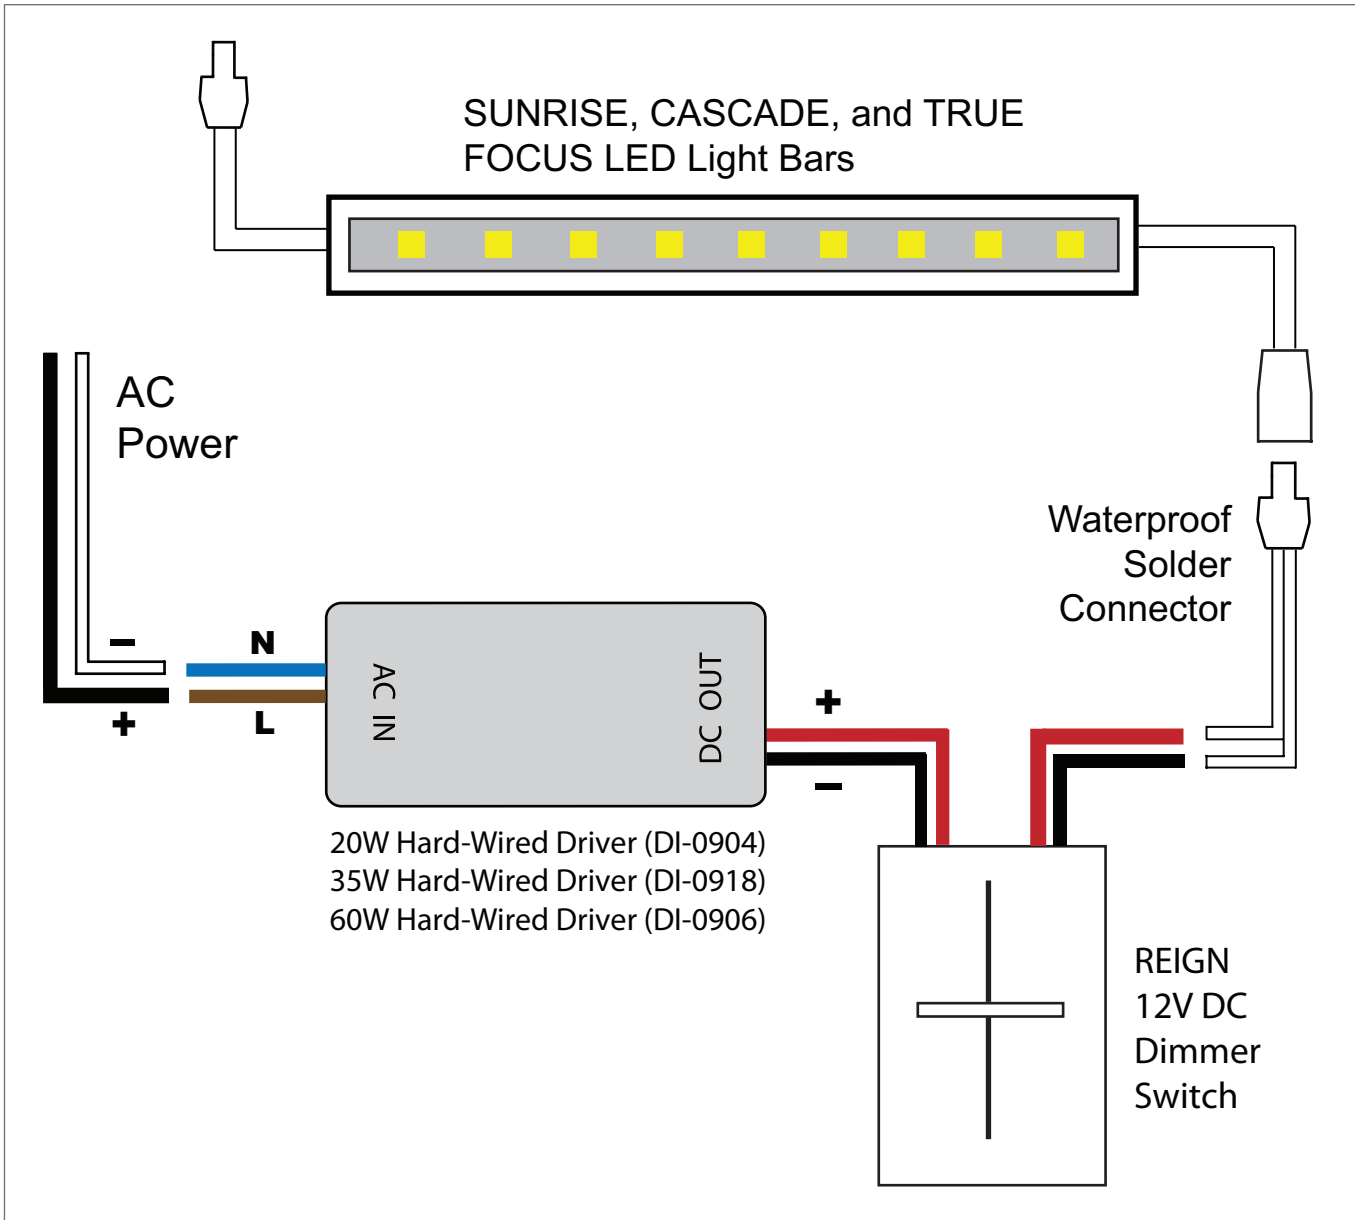 SUNRISE, CASCADE, and TRUE
FOCUS LED Light Bars
AC
Power
Waterproof
Solder
Connector
–
N
+
L
AC IN
DC OUT
+
–
20W Hard-Wired Driver (DI-0904)
35W Hard-Wired Driver (DI-0918)
60W Hard-Wired Driver (DI-0906)
REIGN
12V DC
Dimmer
Switch